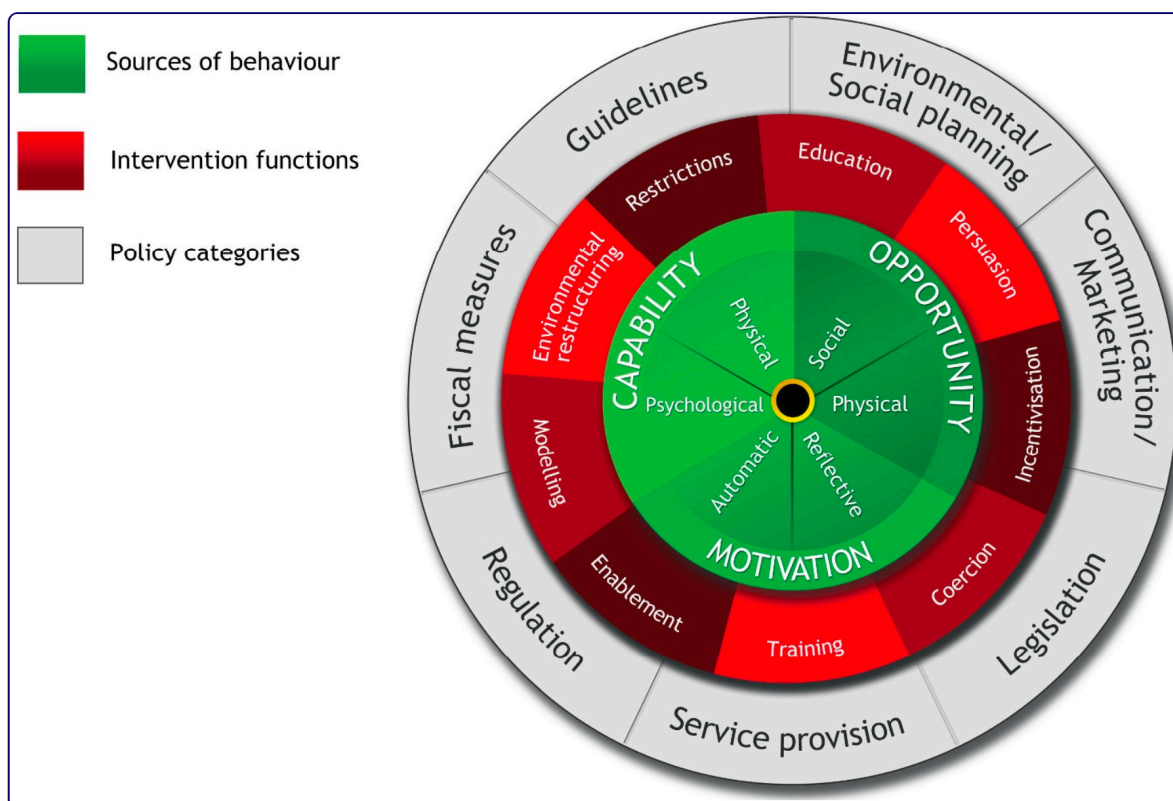 Sources of behaviour
Intervention functions
Policy categories
Guidelines
Environmental/
Social planning
Communication/
Marketing
Legislation
Service provision
Regulation
Fiscal measures
Restrictions
Education
Persuasion
Incentivisation
Coercion
Training
Enablement
Modelling
Environmental
restructuring
CAPABILITY
OPPORTUNITY
MOTIVATION
Physical
Social
Physical
Reflective
Automatic
Psychological